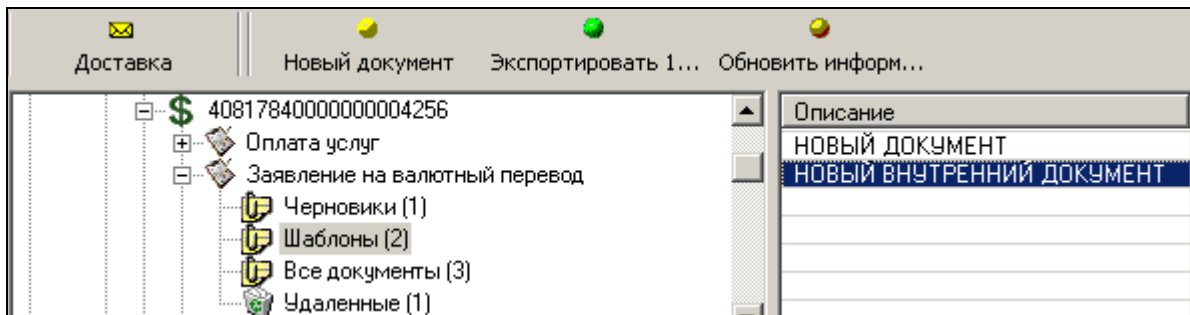 Доставка Новый документ Экспортировать 1... Обновить информ...
40817840000000004256
Оплата услуг
Заявление на валютный перевод
Черновики (1)
Шаблоны (2)
Все документы (3)
Удаленные (1)
Описание
НОВЫЙ ДОКУМЕНТ
НОВЫЙ ВНУТРЕННИЙ ДОКУМЕНТ